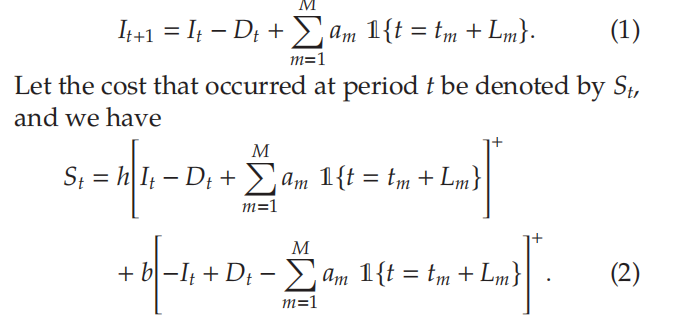 I_{t+1} = I_t − D_t + ∑_{m=1}^{M} a_m 𝟙{t = t_m + L_m}. (1)
Let the cost that occurred at period t be denoted by S_t,
and we have
S_t = h[I_t − D_t + ∑_{m=1}^{M} a_m 𝟙{t = t_m + L_m}]^+
+ b[−I_t + D_t − ∑_{m=1}^{M} a_m 𝟙{t = t_m + L_m}]^+. (2)